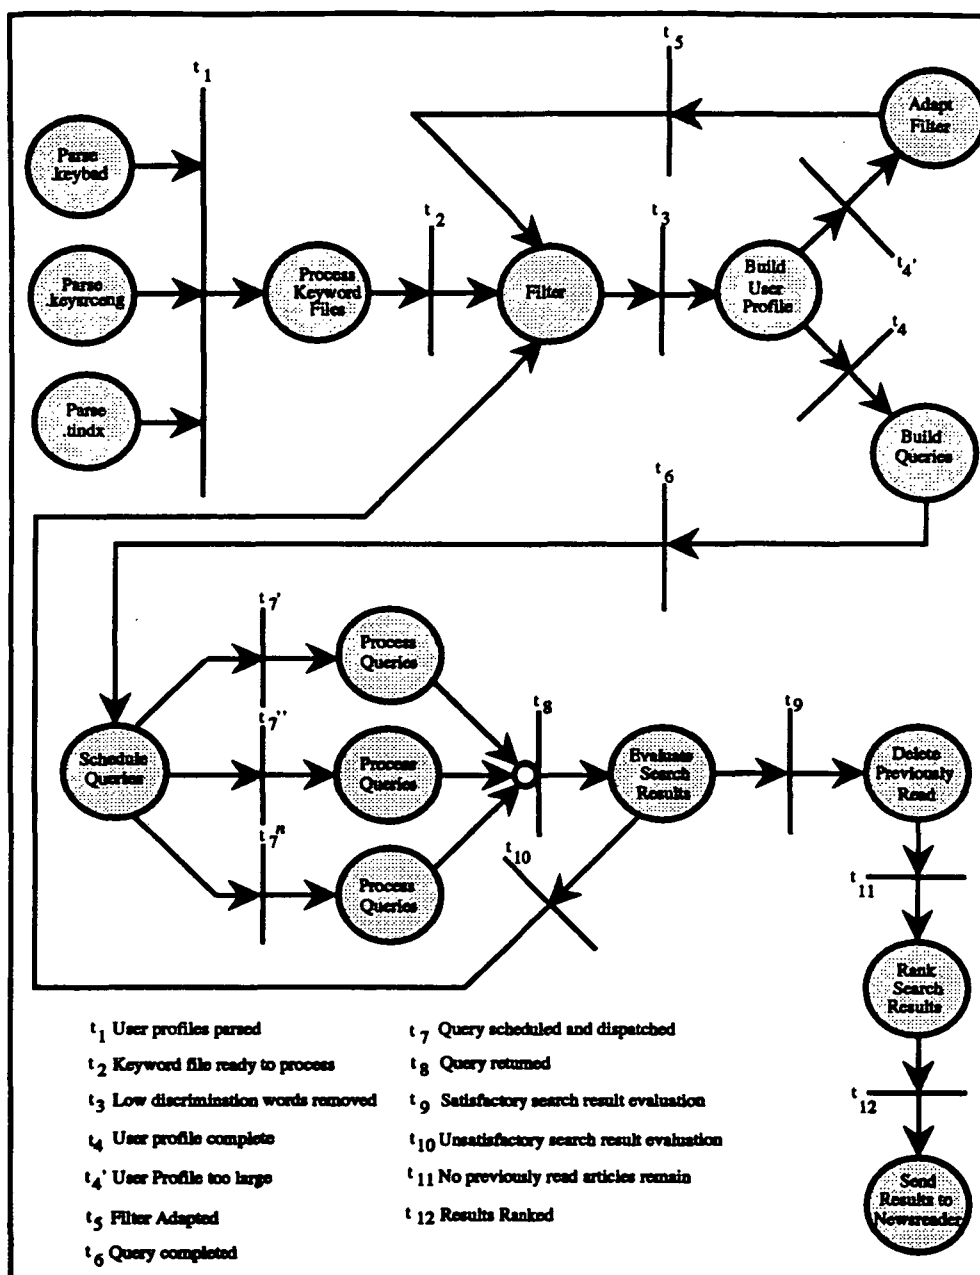 t1
t5
Adapt
Filter
Parse
.keybad
t2
t3
t4'
Parse
.keysrceng
Process
Keyword
Files
Filter
Build
User
Profile
t4
Parse
.tindx
Build
Queries
t6
t7'
Process
Queries
t7''
t8
t9
Schedule
Queries
Process
Queries
Evaluate
Search
Results
Delete
Previously
Read
t7n
t10
Process
Queries
t11
Rank
Search
Results
t12
Send
Results to
Newsreader
t1 User profiles parsed
t2 Keyword file ready to process
t3 Low discrimination words removed
t4 User profile complete
t4' User Profile too large
t5 Filter Adapted
t6 Query completed
t7 Query scheduled and dispatched
t8 Query returned
t9 Satisfactory search result evaluation
t10 Unsatisfactory search result evaluation
t11 No previously read articles remain
t12 Results Ranked